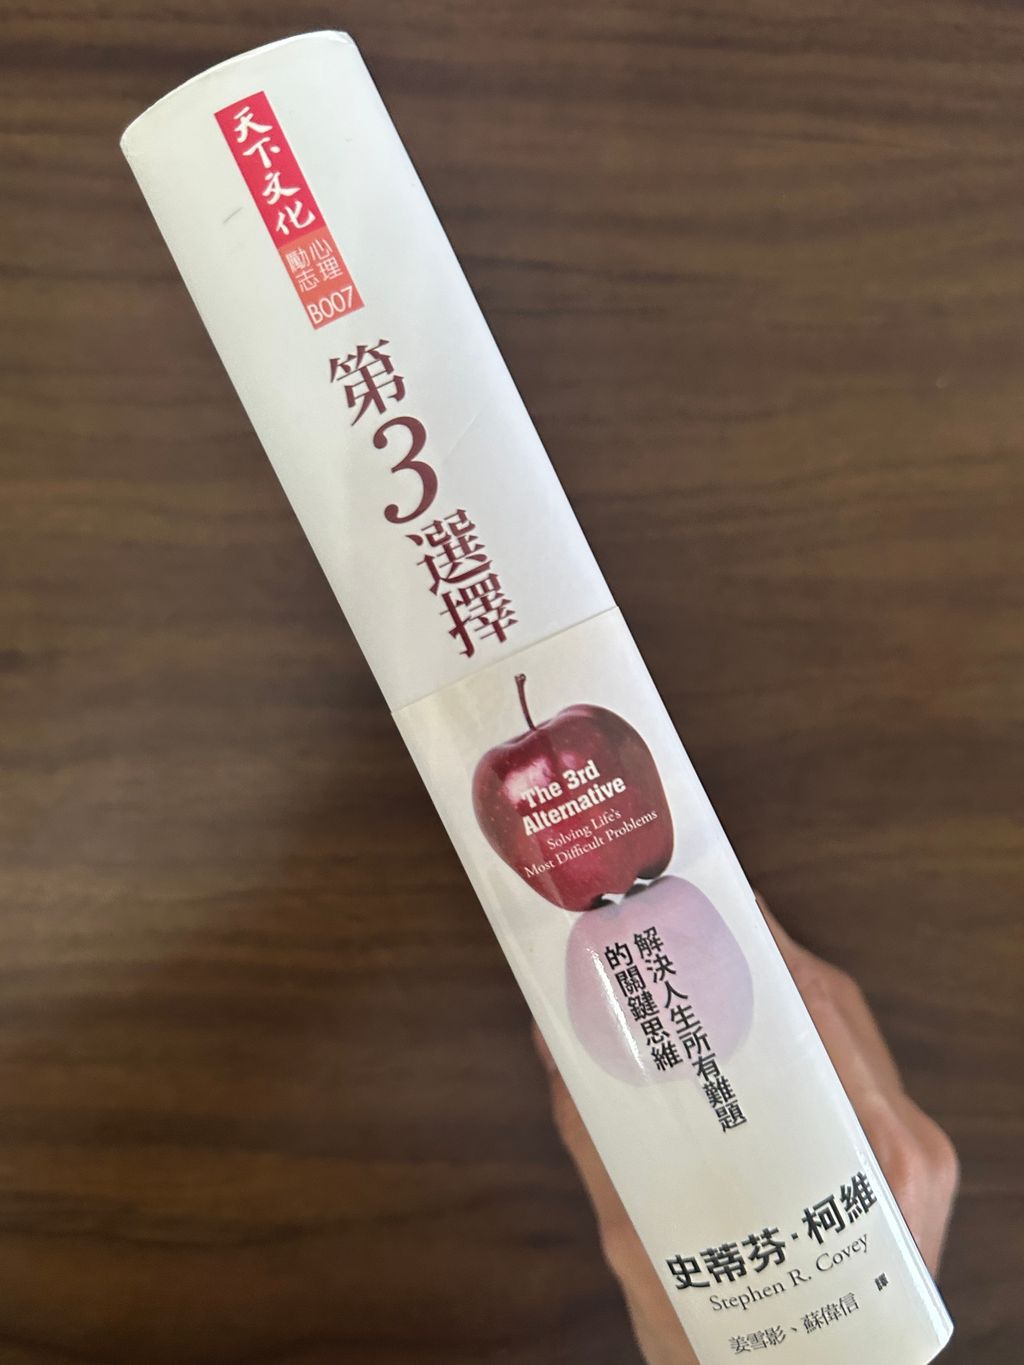 天下文化
心理
勵志
B007
第3選擇
The 3rd
Alternative
Solving Life's
Most Difficult Problems
解決人生所有難題
的關鍵思維
史蒂芬·柯維
Stephen R. Covey
姜雪影、蘇偉信 譯